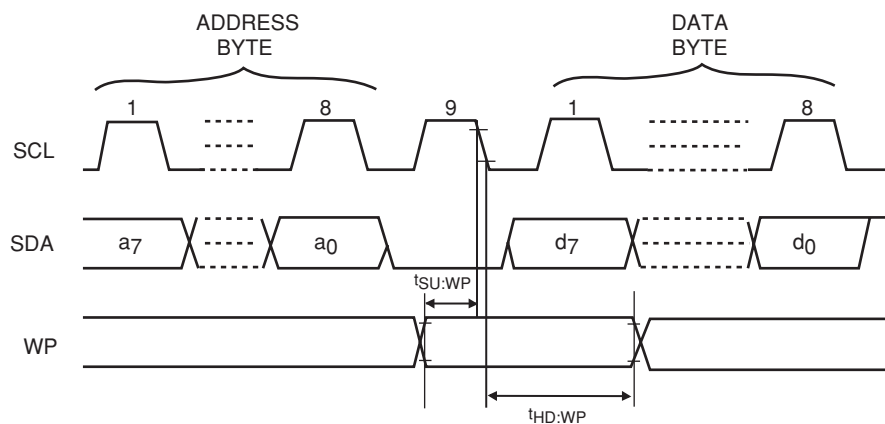 ADDRESS
BYTE
DATA
BYTE
1 8 9 1 8
SCL
SDA a7 a0 d7 d0
tSU:WP
WP
tHD:WP